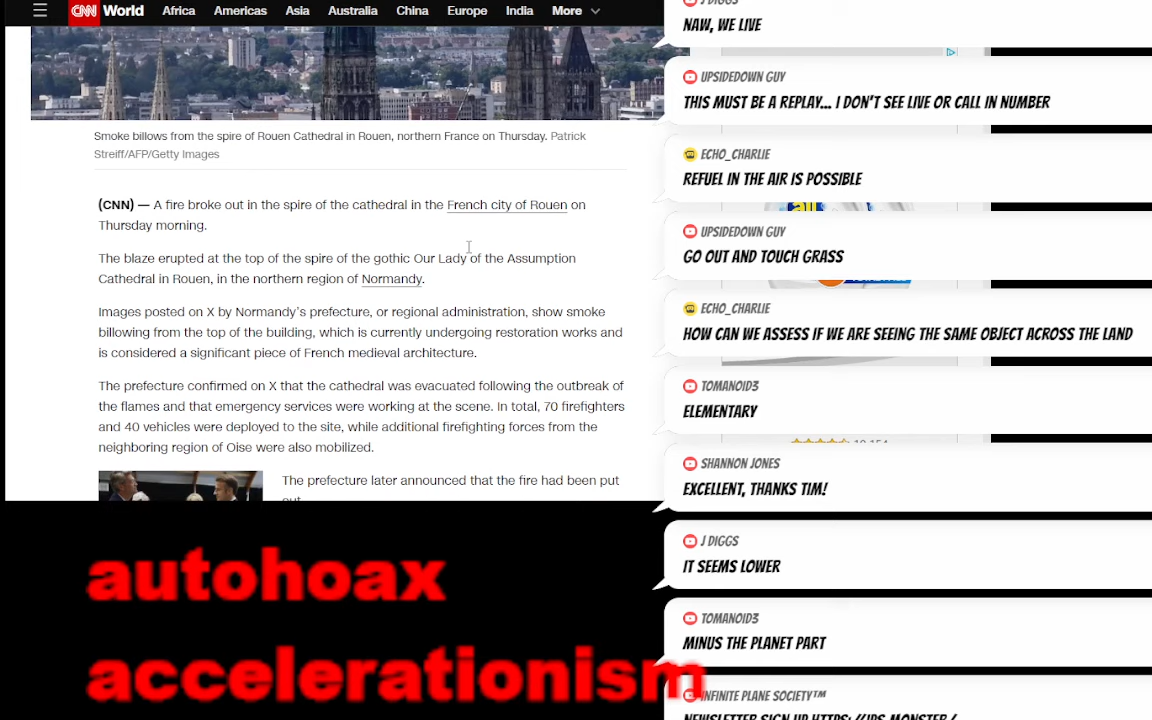 CNN World Africa Americas Asia Australia China Europe India More
Smoke billows from the spire of Rouen Cathedral in Rouen, northern France on Thursday. Patrick
Streiff/AFP/Getty Images
(CNN) — A fire broke out in the spire of the cathedral in the French city of Rouen on
Thursday morning.
The blaze erupted at the top of the spire of the gothic Our Lady of the Assumption
Cathedral in Rouen, in the northern region of Normandy.
Images posted on X by Normandy's prefecture, or regional administration, show smoke
billowing from the top of the building, which is currently undergoing restoration works and
is considered a significant piece of French medieval architecture.
The prefecture confirmed on X that the cathedral was evacuated following the outbreak of
the flames and that emergency services were working at the scene. In total, 70 firefighters
and 40 vehicles were deployed to the site, while additional firefighting forces from the
neighboring region of Oise were also mobilized.
The prefecture later announced that the fire had been put
out
autohoax
accelerationism
J DIGGS
NAW, WE LIVE
UPSIDEDOWN GUY
THIS MUST BE A REPLAY... I DON'T SEE LIVE OR CALL IN NUMBER
ECHO_CHARLIE
REFUEL IN THE AIR IS POSSIBLE
all
UPSIDEDOWN GUY
GO OUT AND TOUCH GRASS
ECHO_CHARLIE
HOW CAN WE ASSESS IF WE ARE SEEING THE SAME OBJECT ACROSS THE LAND
TOMANOID3
ELEMENTARY
SHANNON JONES
EXCELLENT, THANKS TIM!
J DIGGS
IT SEEMS LOWER
TOMANOID3
MINUS THE PLANET PART
INFINITE PLANE SOCIETY™
NEWSLETTER SIGN UP HTTPS://IPS.MONSTER/